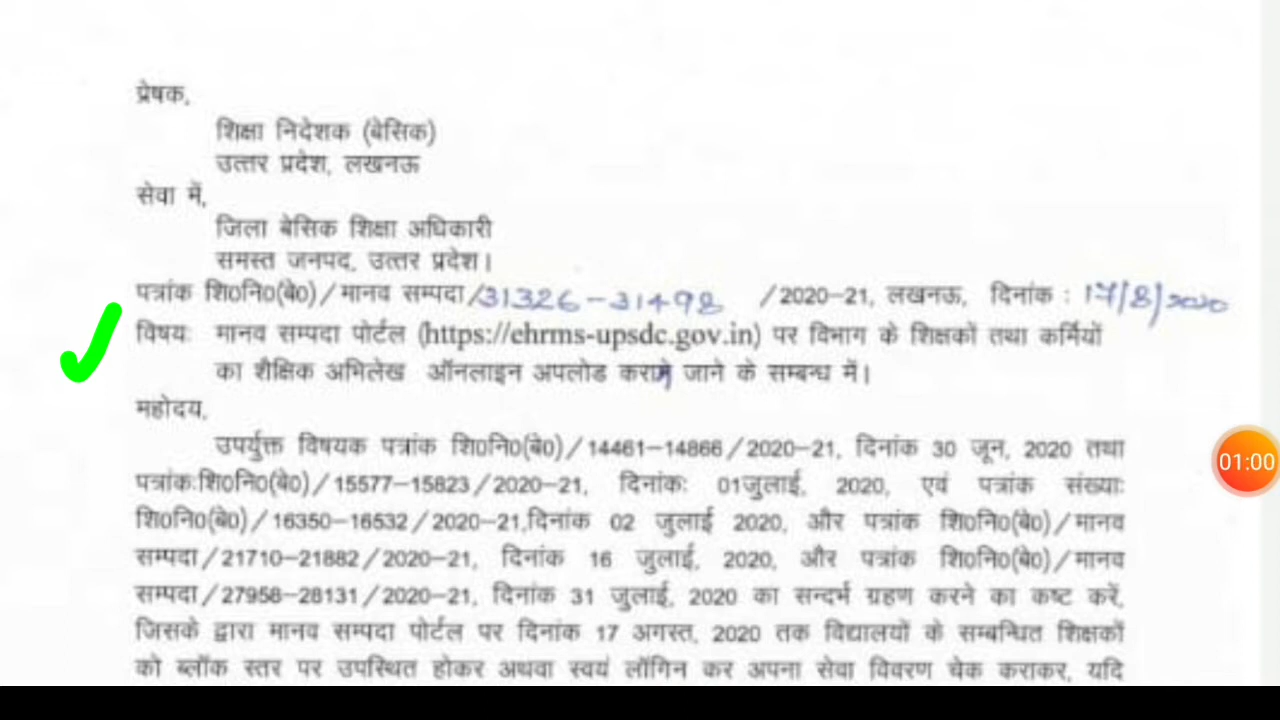 प्रेषक,
शिक्षा निदेशक (बेसिक)
उत्तर प्रदेश, लखनऊ
सेवा में,
जिला बेसिक शिक्षा अधिकारी
समस्त जनपद, उत्तर प्रदेश।
पत्रांक शि0नि0(बे0)/मानव सम्पदा/31326-31498 /2020-21, लखनऊ, दिनांक : 17/8/2020
विषयः मानव सम्पदा पोर्टल (https://ehrms-upsdc.gov.in) पर विभाग के शिक्षकों तथा कर्मियों
का शैक्षिक अभिलेख ऑनलाइन अपलोड कराये जाने के सम्बन्ध में।
महोदय,
उपर्युक्त विषयक पत्रांक शि0नि0(बे0)/14461-14866/2020-21, दिनांक 30 जून, 2020 तथा
पत्रांक:शि0नि0(बे0)/15577-15823/2020-21, दिनांकः 01जुलाई, 2020, एवं पत्रांक संख्याः
शि0नि0(बे0)/16350-16532/2020-21,दिनांक 02 जुलाई 2020, और पत्रांक शि0नि0(बे0)/मानव
सम्पदा/21710-21882/2020-21, दिनांक 16 जुलाई, 2020, और पत्रांक शि0नि0(बे0)/मानव
सम्पदा/27958-28131/2020-21, दिनांक 31 जुलाई, 2020 का सन्दर्भ ग्रहण करने का कष्ट करें,
जिसके द्वारा मानव सम्पदा पोर्टल पर दिनांक 17 अगस्त, 2020 तक विद्यालयों के सम्बन्धित शिक्षकों
को ब्लॉक स्तर पर उपस्थित होकर अथवा स्वयं लॉगिन कर अपना सेवा विवरण चेक कराकर, यदि
01:00